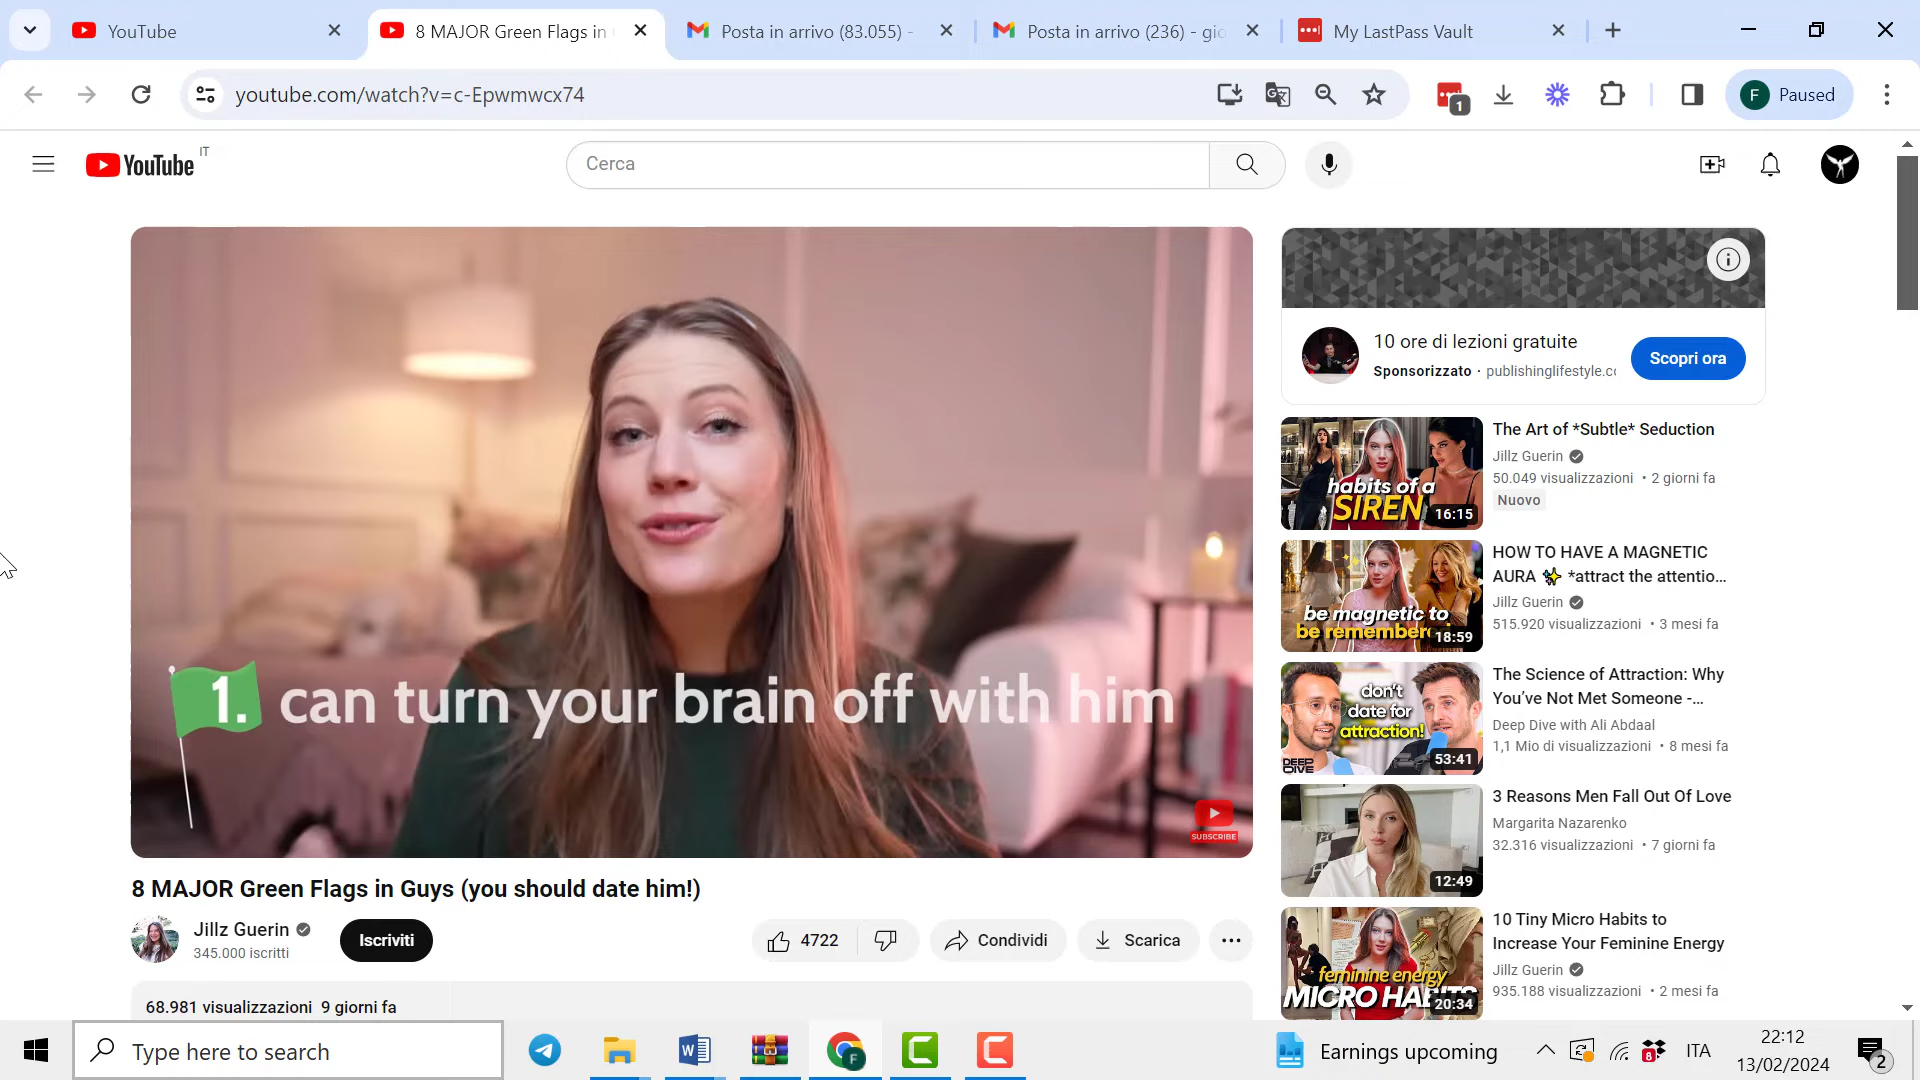 YouTube
8 MAJOR Green Flags in
Posta in arrivo (83.055) -
Posta in arrivo (236) - gio
My LastPass Vault
youtube.com/watch?v=c-Epwmwcx74
1
F Paused
YouTube IT
Cerca
1. can turn your brain off with him
SUBSCRIBE
8 MAJOR Green Flags in Guys (you should date him!)
Jillz Guerin
345.000 iscritti
Iscriviti
4722
Condividi
Scarica
68.981 visualizzazioni 9 giorni fa
10 ore di lezioni gratuite
Sponsorizzato · publishinglifestyle.co
Scopri ora
habits of a
SIREN
16:15
The Art of *Subtle* Seduction
Jillz Guerin
50.049 visualizzazioni • 2 giorni fa
Nuovo
be magnetic to
be remembere
18:59
HOW TO HAVE A MAGNETIC
AURA ✨ *attract the attentio...
Jillz Guerin
515.920 visualizzazioni • 3 mesi fa
don't
date for
attraction!
DEEP
DIVE
53:41
The Science of Attraction: Why
You've Not Met Someone -...
Deep Dive with Ali Abdaal
1,1 Mio di visualizzazioni • 8 mesi fa
12:49
3 Reasons Men Fall Out Of Love
Margarita Nazarenko
32.316 visualizzazioni • 7 giorni fa
feminine energy
MICRO HABITS
20:34
10 Tiny Micro Habits to
Increase Your Feminine Energy
Jillz Guerin
935.188 visualizzazioni • 2 mesi fa
Type here to search
F
Earnings upcoming
8
ITA
22:12
13/02/2024
2